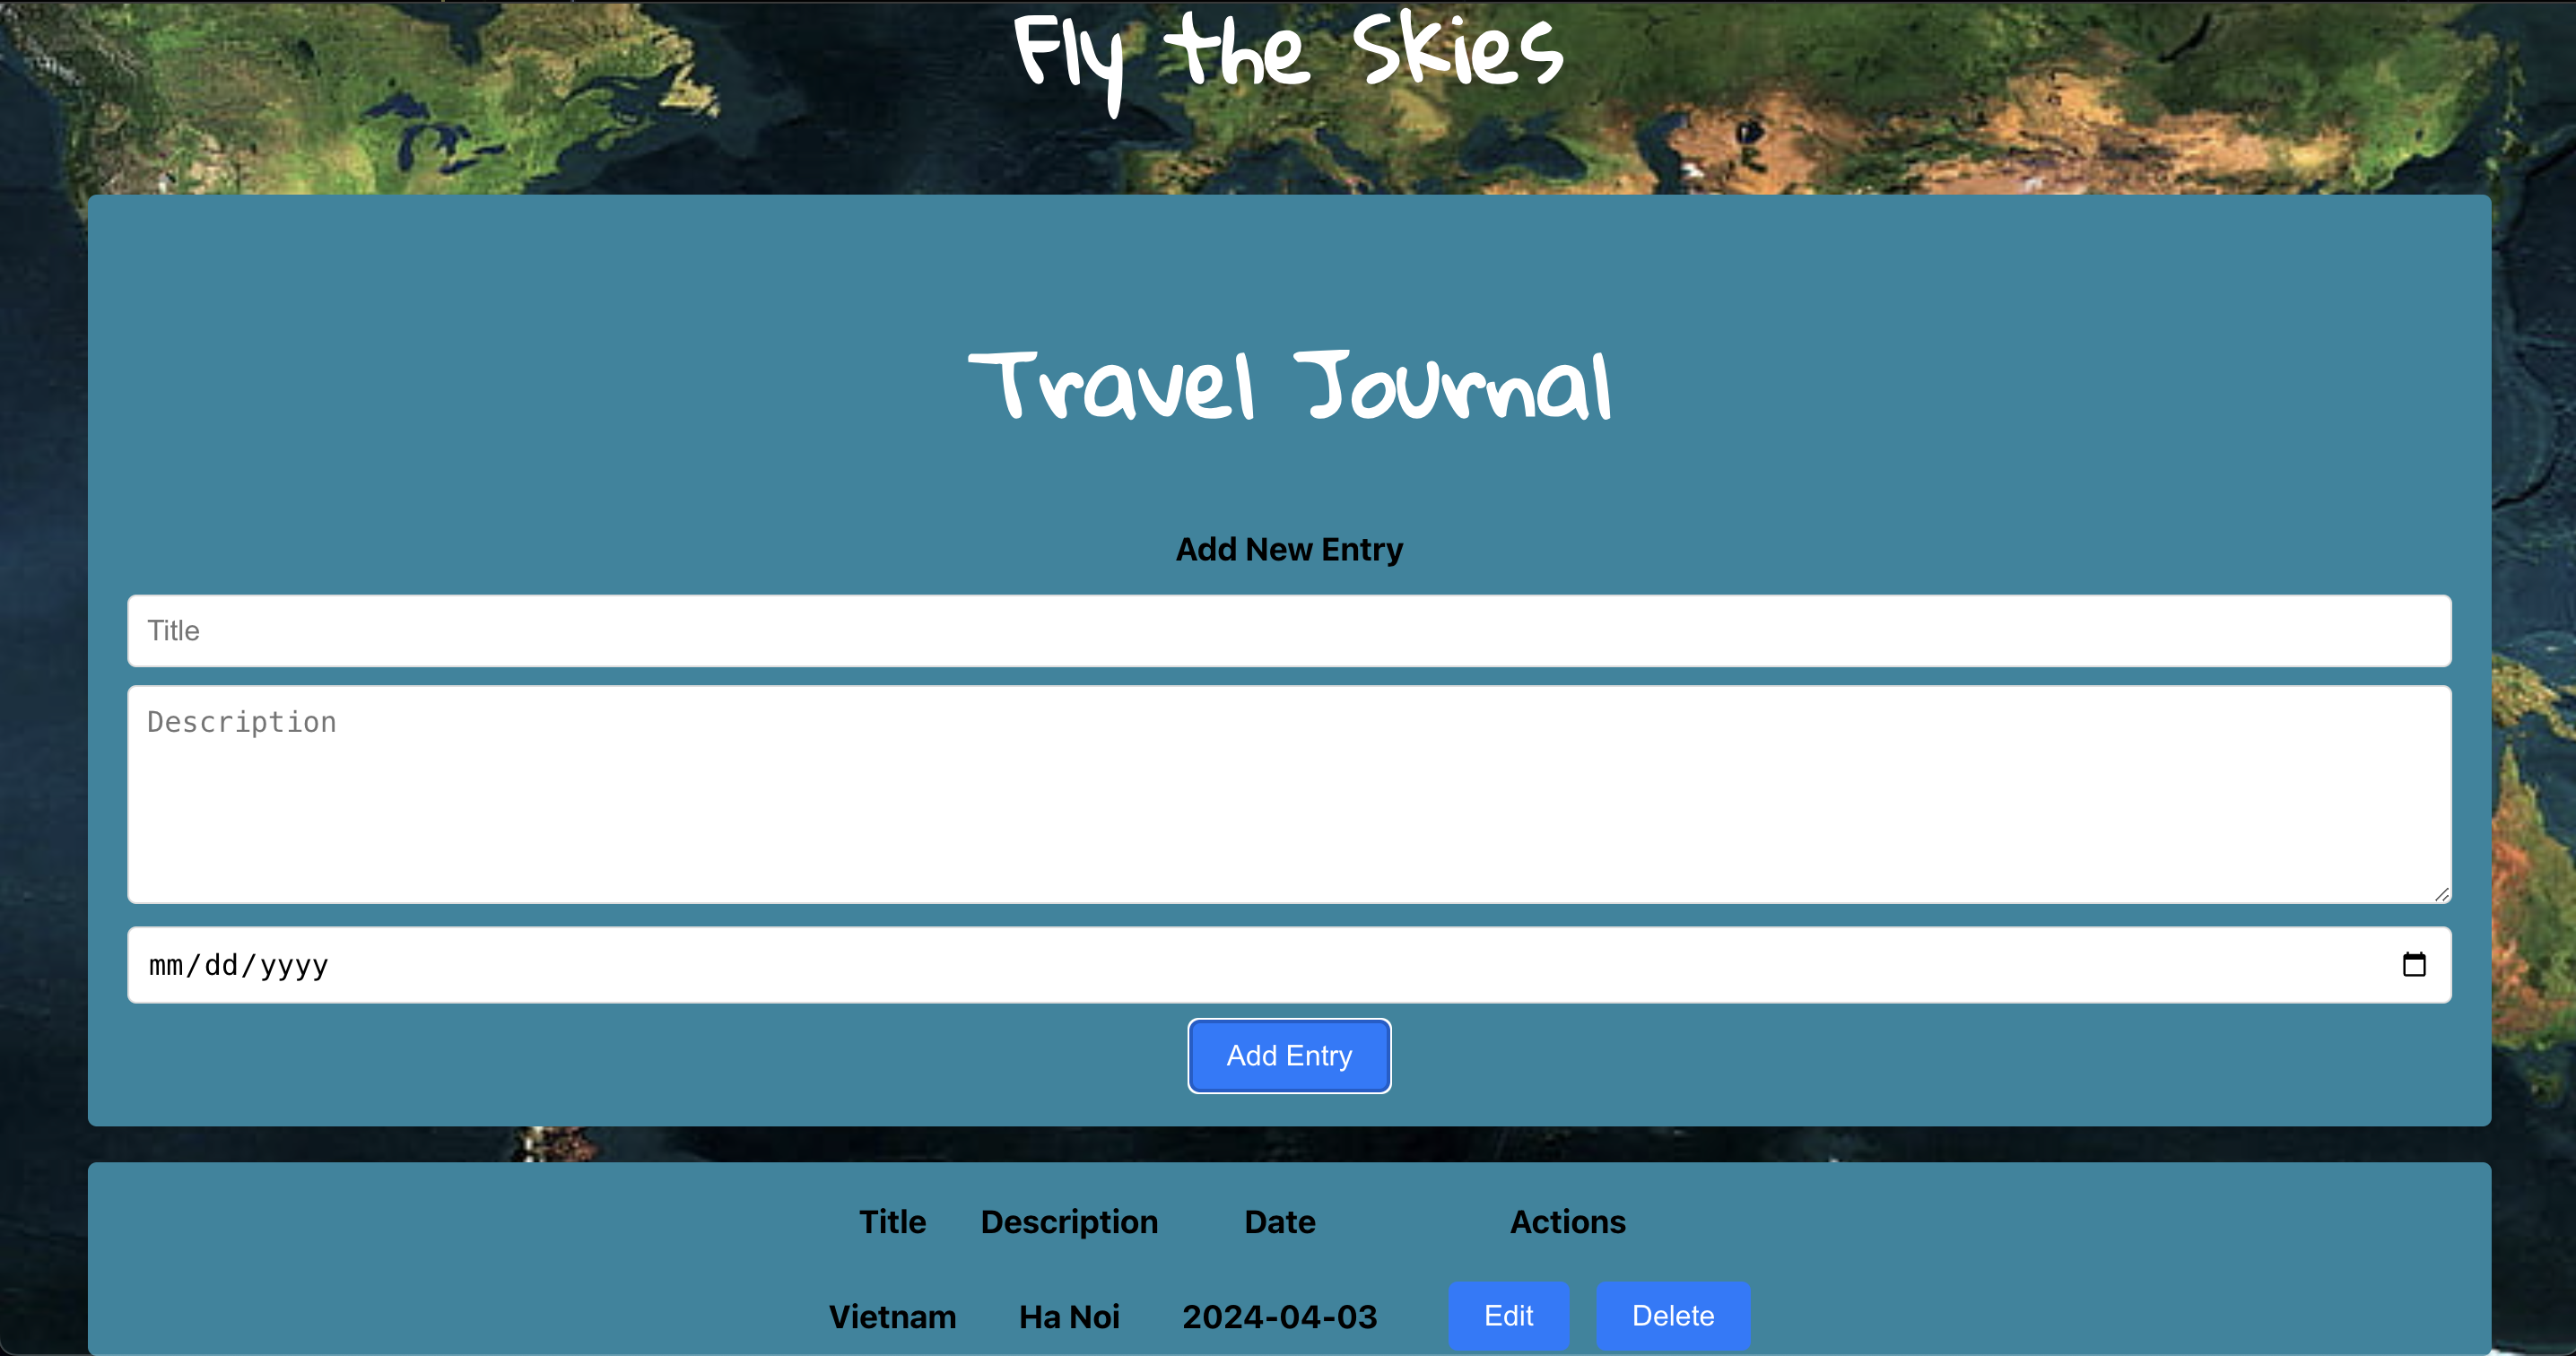 Fly the Skies
Travel Journal
Add New Entry
Title
Description
mm/dd/yyyy
Add Entry
Title Description Date Actions
Vietnam Ha Noi 2024-04-03 Edit Delete